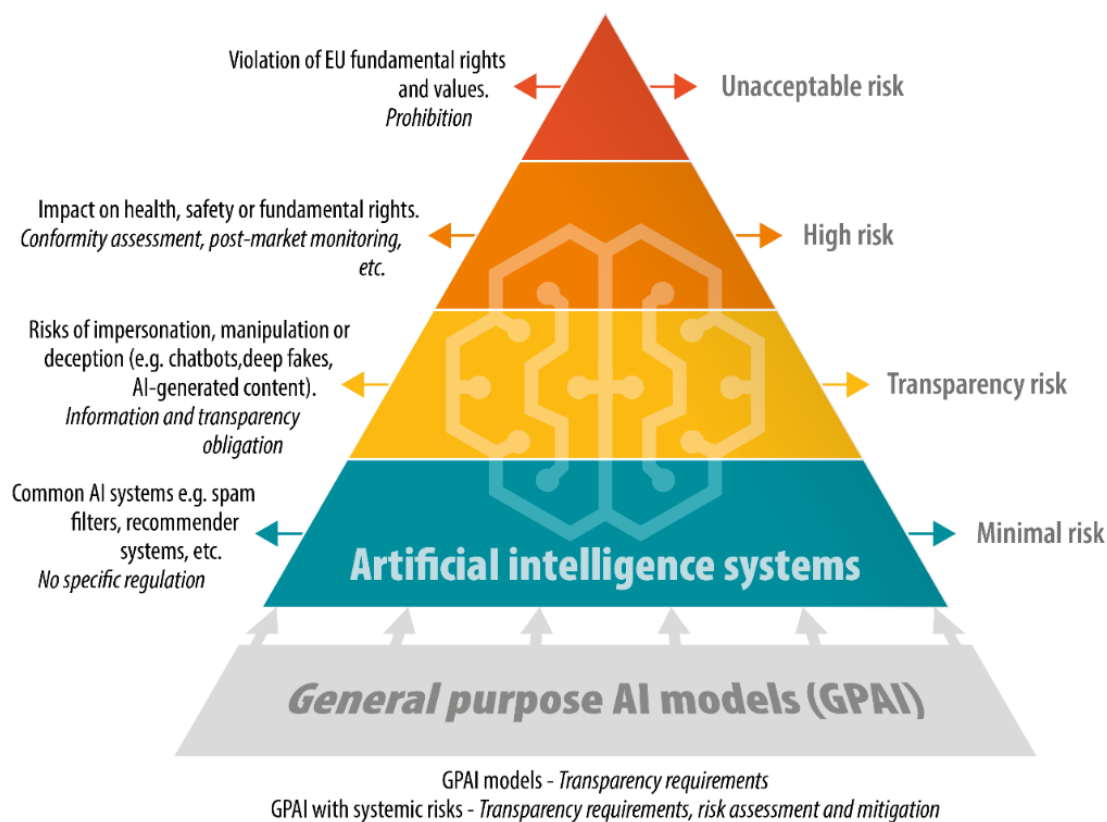 Violation of EU fundamental rights
and values.
Prohibition
Unacceptable risk
Impact on health, safety or fundamental rights.
Conformity assessment, post-market monitoring,
etc.
High risk
Risks of impersonation, manipulation or
deception (e.g. chatbots,deep fakes,
AI-generated content).
Information and transparency
obligation
Transparency risk
Common AI systems e.g. spam
filters, recommender
systems, etc.
No specific regulation
Minimal risk
Artificial intelligence systems
General purpose AI models (GPAI)
GPAI models - Transparency requirements
GPAI with systemic risks - Transparency requirements, risk assessment and mitigation